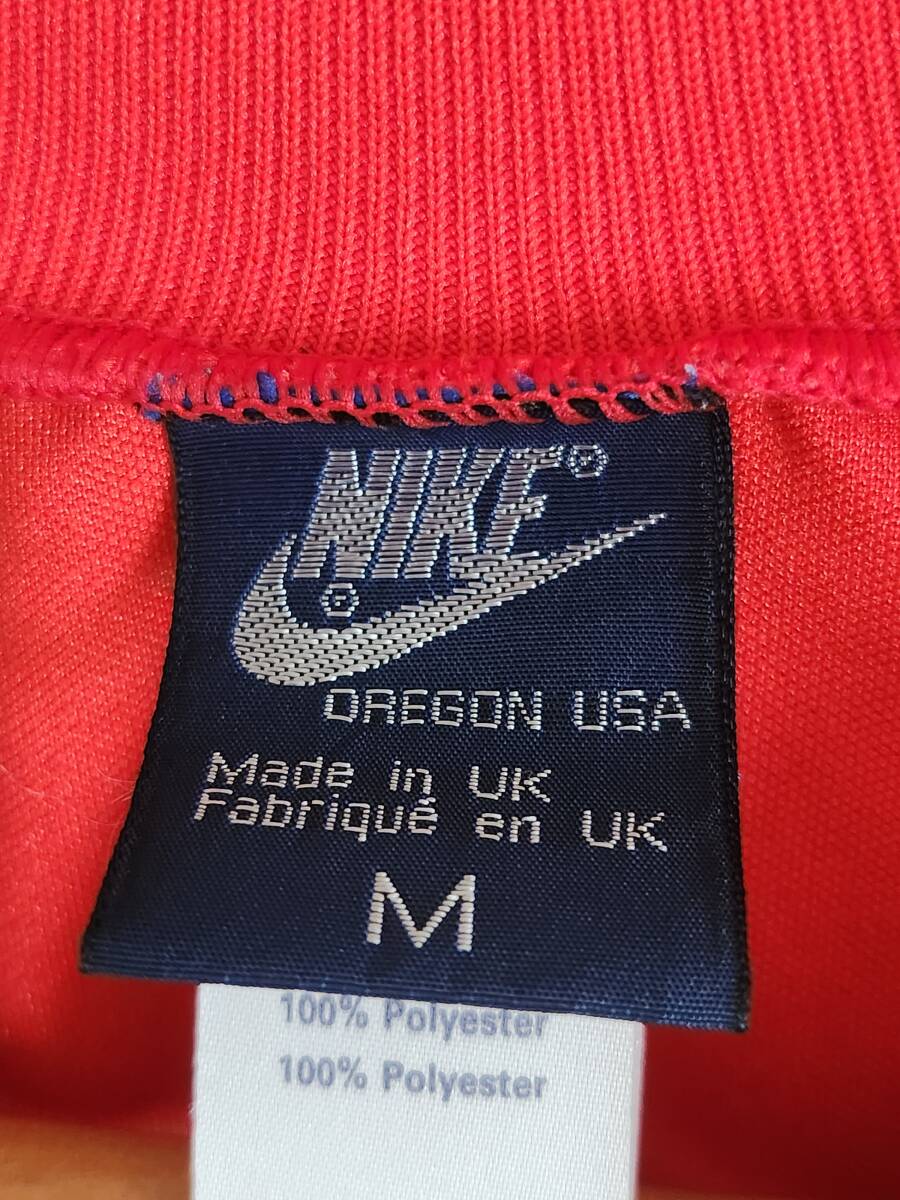 NIKE®
®
OREGON USA
Made in UK
Fabriqué en UK
M
100% Polyester
100% Polyester